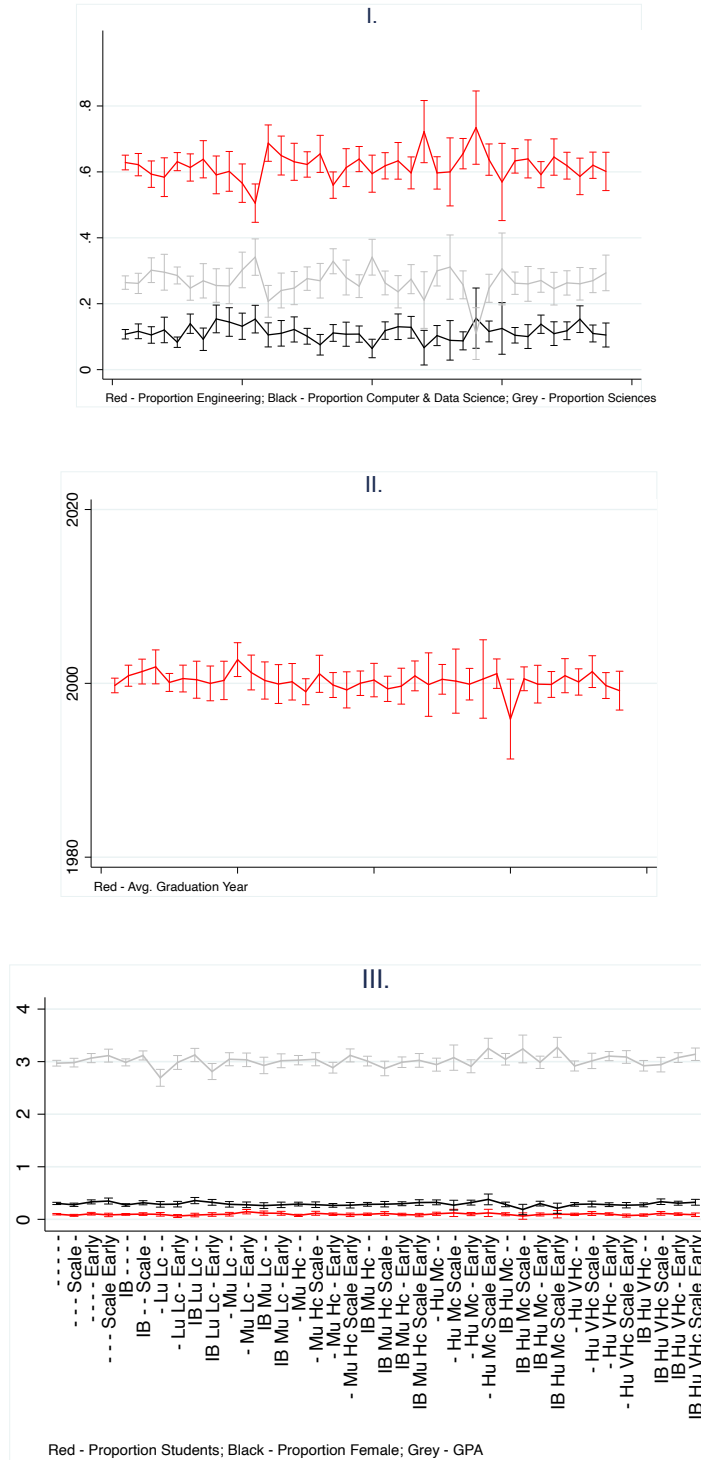 I.
.8
.6
.4
.2
0
Red - Proportion Engineering; Black - Proportion Computer & Data Science; Grey - Proportion Sciences
II.
2020
2000
1980
Red - Avg. Graduation Year
III.
4
3
2
1
0
- - - - -
- - - Scale -
- - - - Early
- - - Scale Early
IB - - - -
IB - - Scale -
- Lu Lc - -
- Lu Lc - Early
IB Lu Lc - -
IB Lu Lc - Early
- Mu Lc - -
- Mu Lc - Early
IB Mu Lc - -
IB Mu Lc - Early
- Mu Hc - -
- Mu Hc Scale -
- Mu Hc - Early
- Mu Hc Scale Early
IB Mu Hc - -
IB Mu Hc Scale -
IB Mu Hc - Early
IB Mu Hc Scale Early
- Hu Mc - -
- Hu Mc Scale -
- Hu Mc - Early
- Hu Mc Scale Early
IB Hu Mc - -
IB Hu Mc Scale -
IB Hu Mc - Early
IB Hu Mc Scale Early
- Hu VHc - -
- Hu VHc Scale -
- Hu VHc - Early
- Hu VHc Scale Early
IB Hu VHc - -
IB Hu VHc Scale -
IB Hu VHc - Early
IB Hu VHc Scale Early
Red - Proportion Students; Black - Proportion Female; Grey - GPA